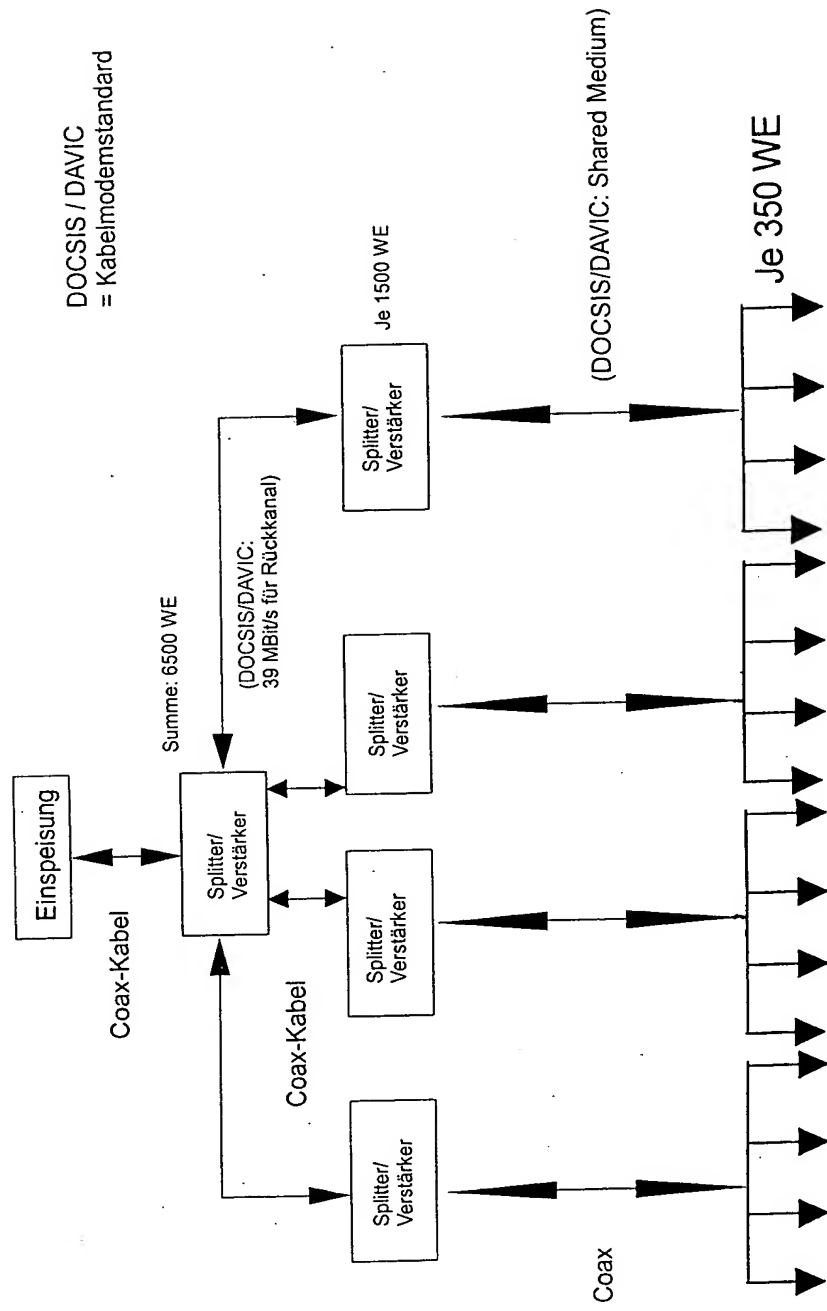 DOCSIS / DAVIC
= Kabelmodemstandard
Einspeisung
Coax-Kabel
Summe: 6500 WE
Splitter/
Verstärker
(DOCSIS/DAVIC:
39 MBit/s für Rückkanal)
Coax-Kabel
Splitter/
Verstärker
Splitter/
Verstärker
Splitter/
Verstärker
Splitter/
Verstärker
Je 1500 WE
Coax
(DOCSIS/DAVIC: Shared Medium)
Je 350 WE